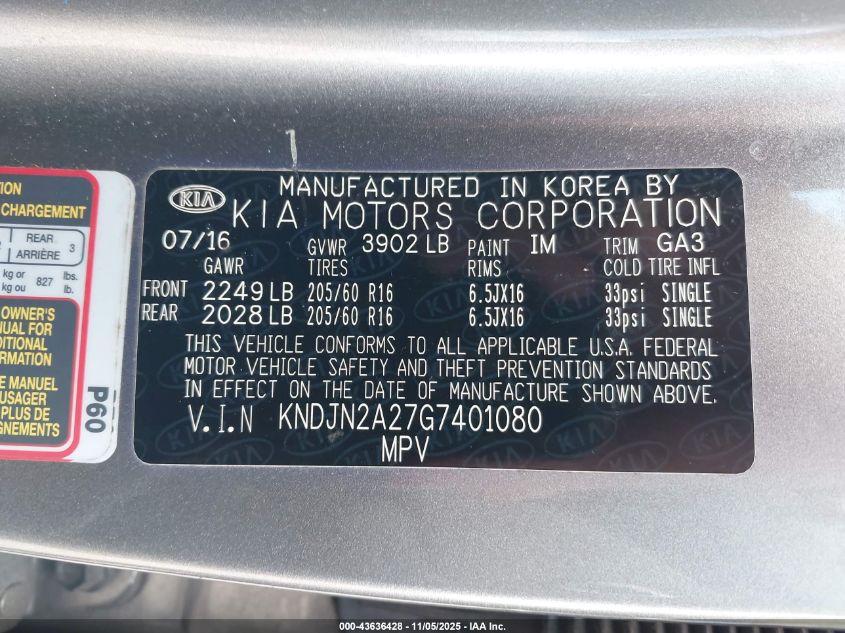 TION
CHARGEMENT
REAR 3
ARRIÈRE
kg or 827 lbs.
kg ou lb.
OWNER'S
NUAL FOR
DITIONAL
ORMATION
E MANUEL
USAGER
PLUS DE
GNEMENTS
P60
KIA
MANUFACTURED IN KOREA BY
KIA MOTORS CORPORATION
07/16 GVWR 3902 LB PAINT IM TRIM GA3
GAWR TIRES RIMS COLD TIRE INFL
FRONT 2249 LB 205/60 R16 6.5JX16 33psi SINGLE
REAR 2028 LB 205/60 R16 6.5JX16 33psi SINGLE
THIS VEHICLE CONFORMS TO ALL APPLICABLE U.S.A. FEDERAL
MOTOR VEHICLE SAFETY AND THEFT PREVENTION STANDARDS
IN EFFECT ON THE DATE OF MANUFACTURE SHOWN ABOVE.
V.I.N KNDJN2A27G7401080
MPV
000-43636428 - 11/05/2025 - IAA Inc.